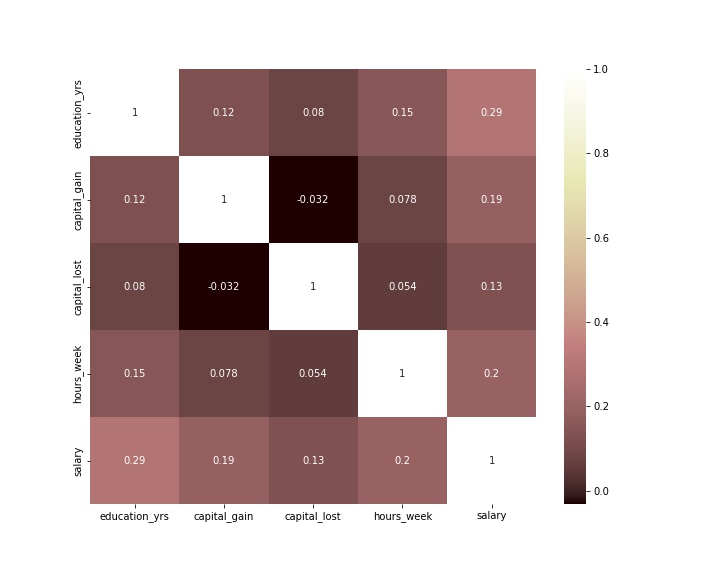 education_yrs 1 0.12 0.08 0.15 0.29
capital_gain 0.12 1 -0.032 0.078 0.19
capital_lost 0.08 -0.032 1 0.054 0.13
hours_week 0.15 0.078 0.054 1 0.2
salary 0.29 0.19 0.13 0.2 1
education_yrs capital_gain capital_lost hours_week salary
1.0
0.8
0.6
0.4
0.2
0.0